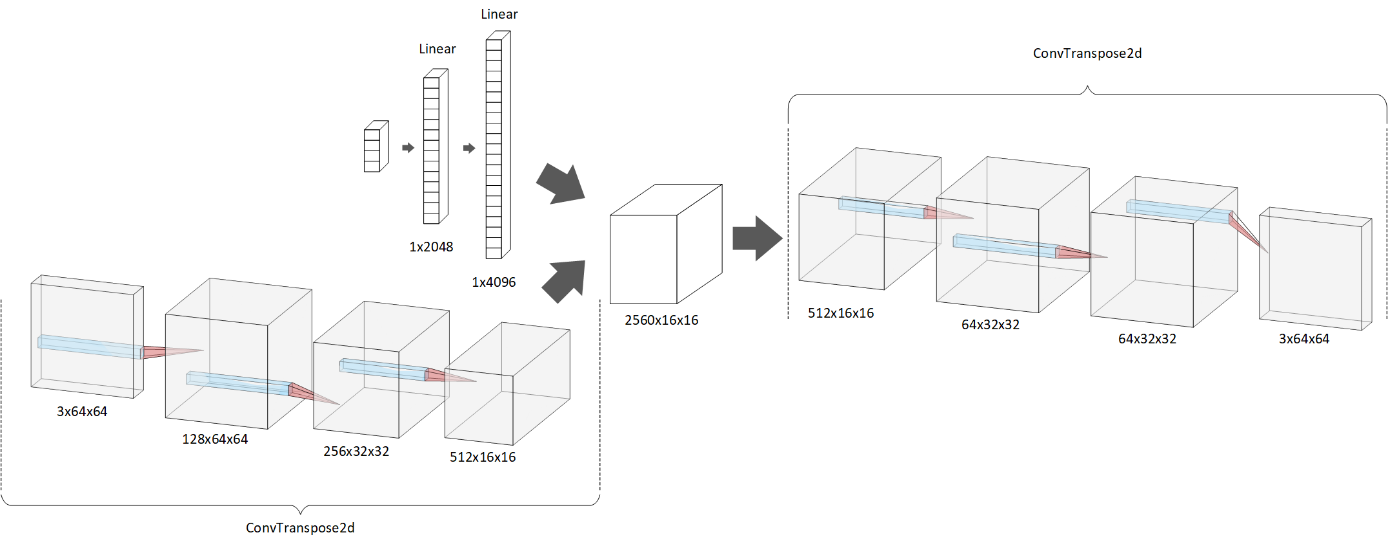 Linear
Linear
1x2048
1x4096
3x64x64
128x64x64
256x32x32
512x16x16
ConvTranspose2d
2560x16x16
ConvTranspose2d
512x16x16
64x32x32
64x32x32
3x64x64